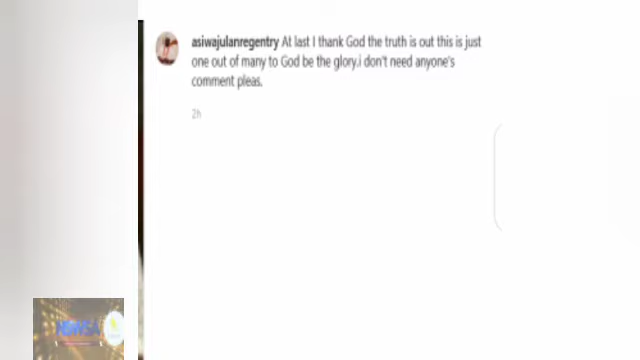 asiwajulanregentry At last I thank God the truth is out this is just
one out of many to God be the glory.i don't need anyone's
comment pleas.
2h